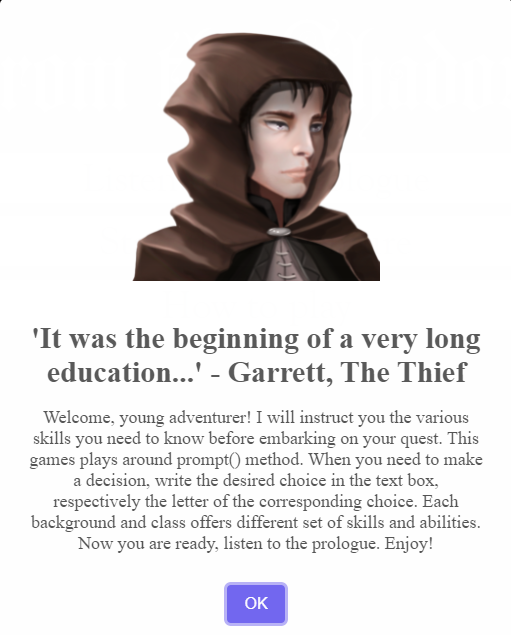 'It was the beginning of a very long
education...' - Garrett, The Thief
Welcome, young adventurer! I will instruct you the various
skills you need to know before embarking on your quest. This
games plays around prompt() method. When you need to make
a decision, write the desired choice in the text box,
respectively the letter of the corresponding choice. Each
background and class offers different set of skills and abilities.
Now you are ready, listen to the prologue. Enjoy!
OK